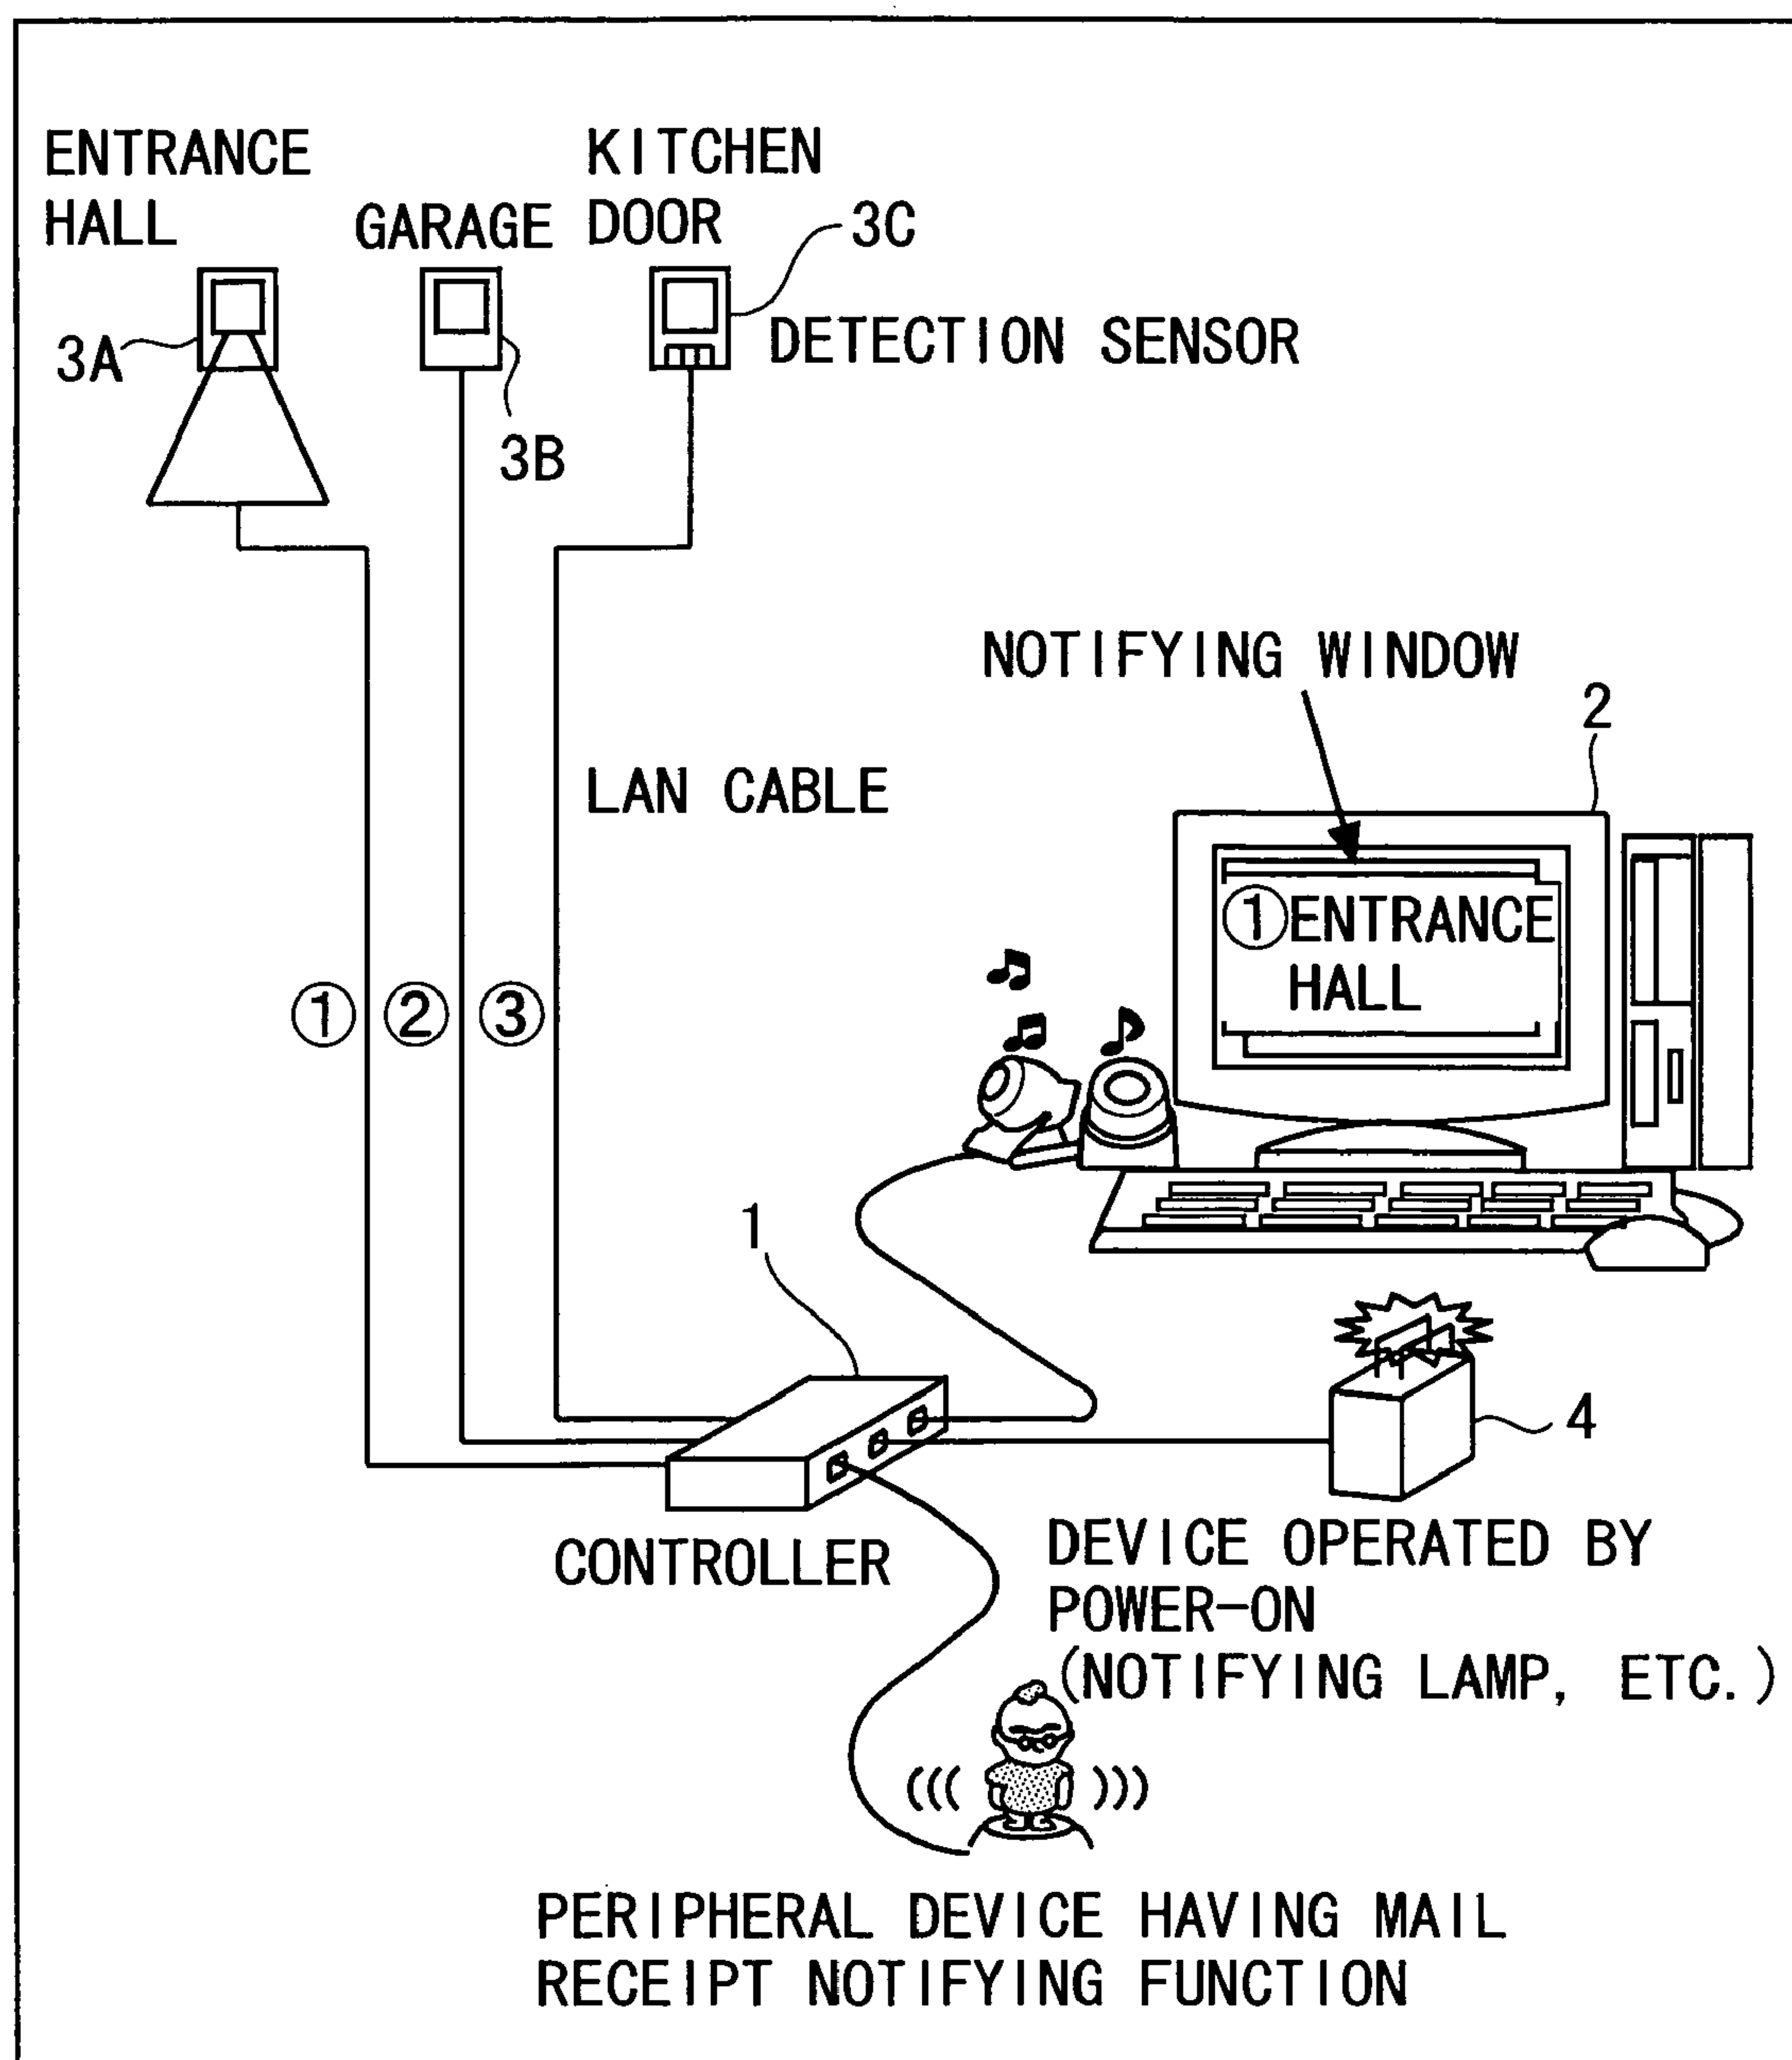 ENTRANCE
HALL
GARAGE
KITCHEN
DOOR
3C
3A
DETECTION SENSOR
3B
NOTIFYING WINDOW
2
LAN CABLE
①ENTRANCE
HALL
① ② ③
1
4
CONTROLLER
DEVICE OPERATED BY
POWER-ON
(NOTIFYING LAMP, ETC.)
PERIPHERAL DEVICE HAVING MAIL
RECEIPT NOTIFYING FUNCTION